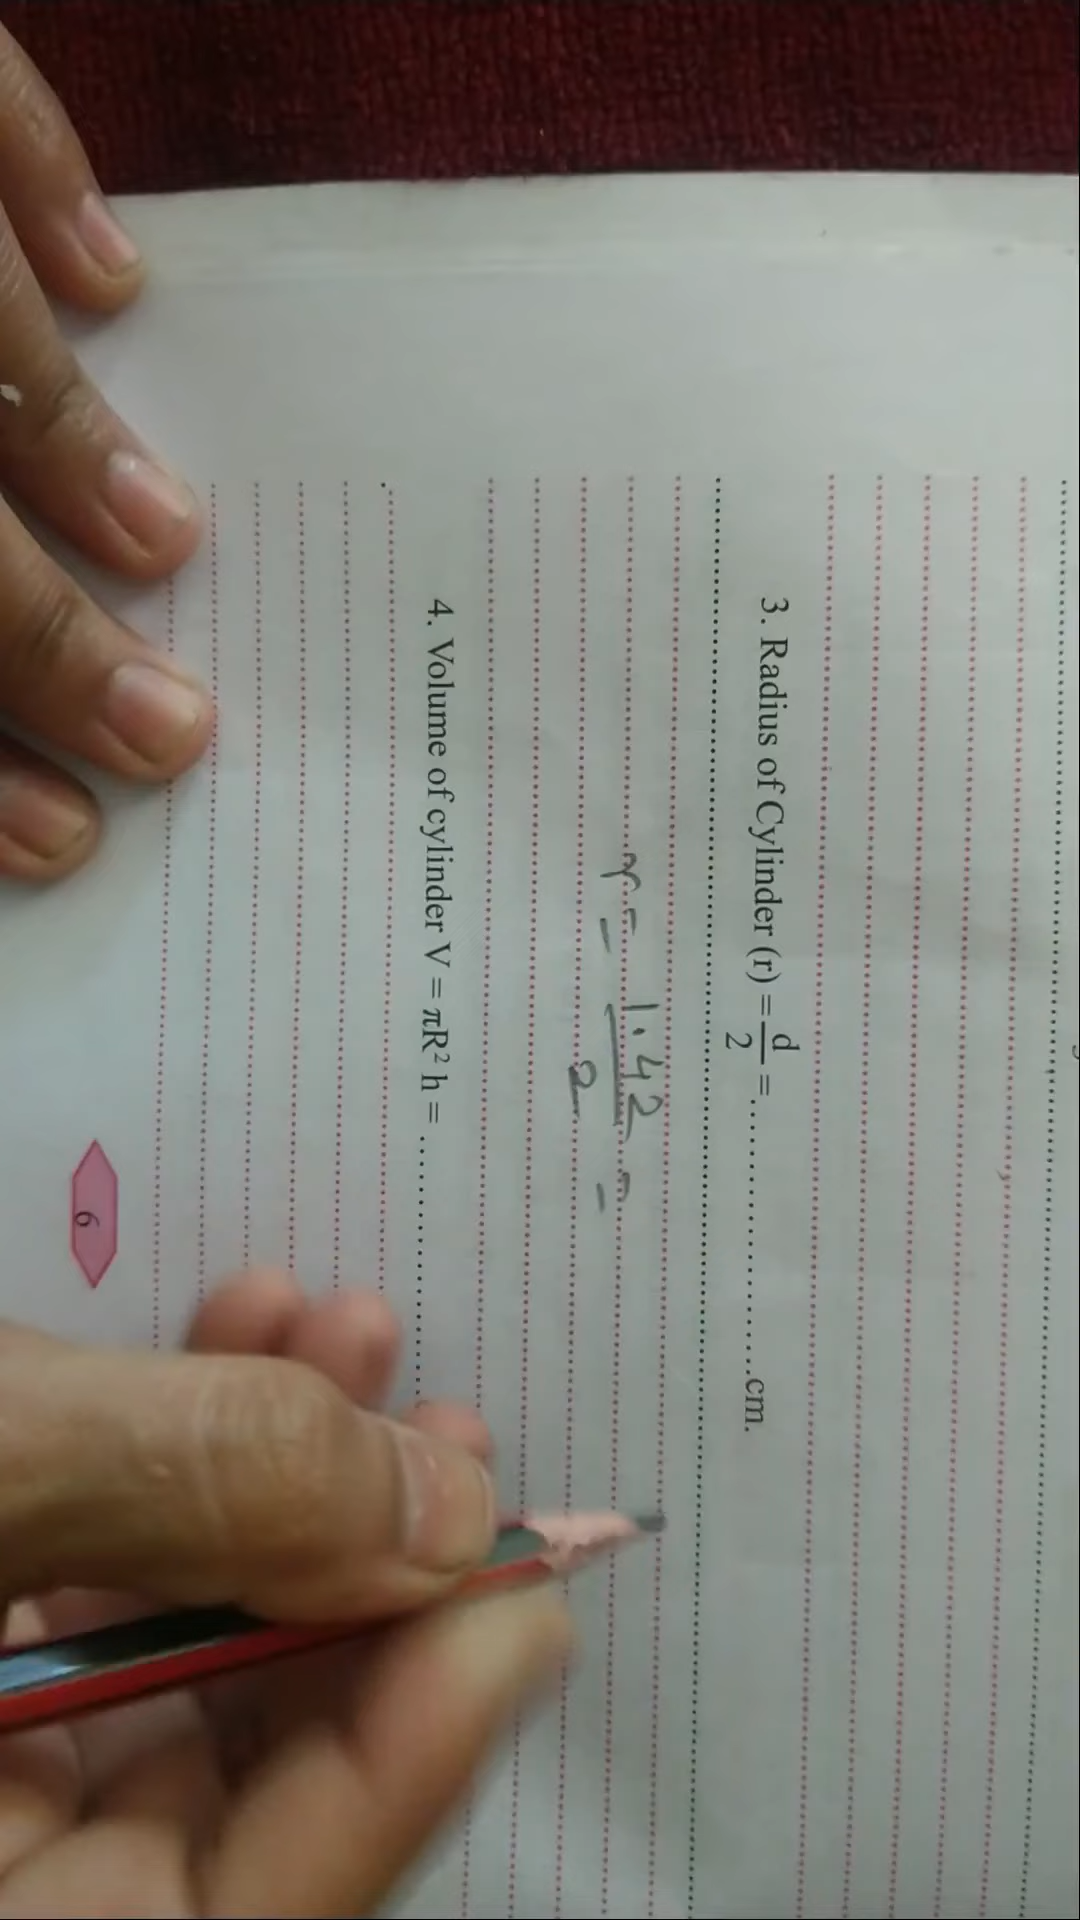 3. Radius of Cylinder (r) = d/2 = ........................cm.
r = 1.42/2 =
4. Volume of cylinder V = πR² h = ........................
6